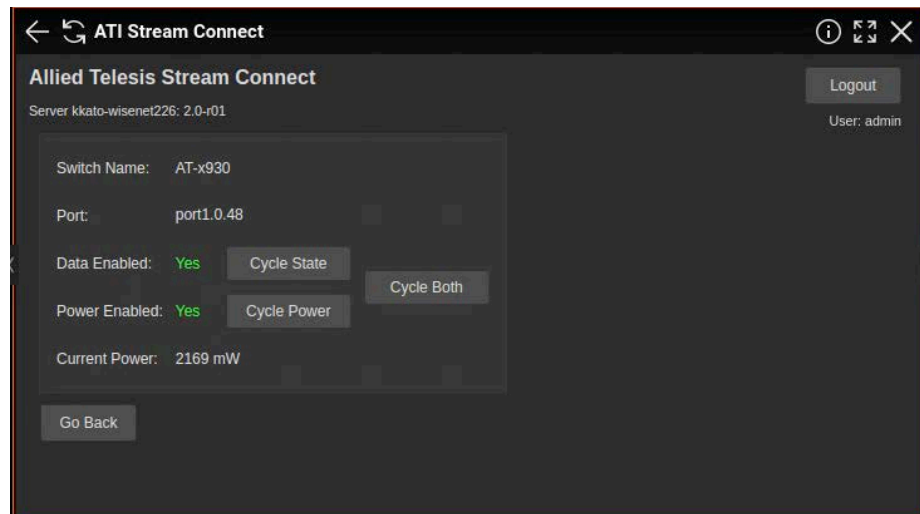 ATI Stream Connect
Allied Telesis Stream Connect
Logout
Server kkato-wisenet226: 2.0-r01
User: admin
Switch Name: AT-x930
Port: port1.0.48
Data Enabled: Yes Cycle State
Cycle Both
Power Enabled: Yes Cycle Power
Current Power: 2169 mW
Go Back